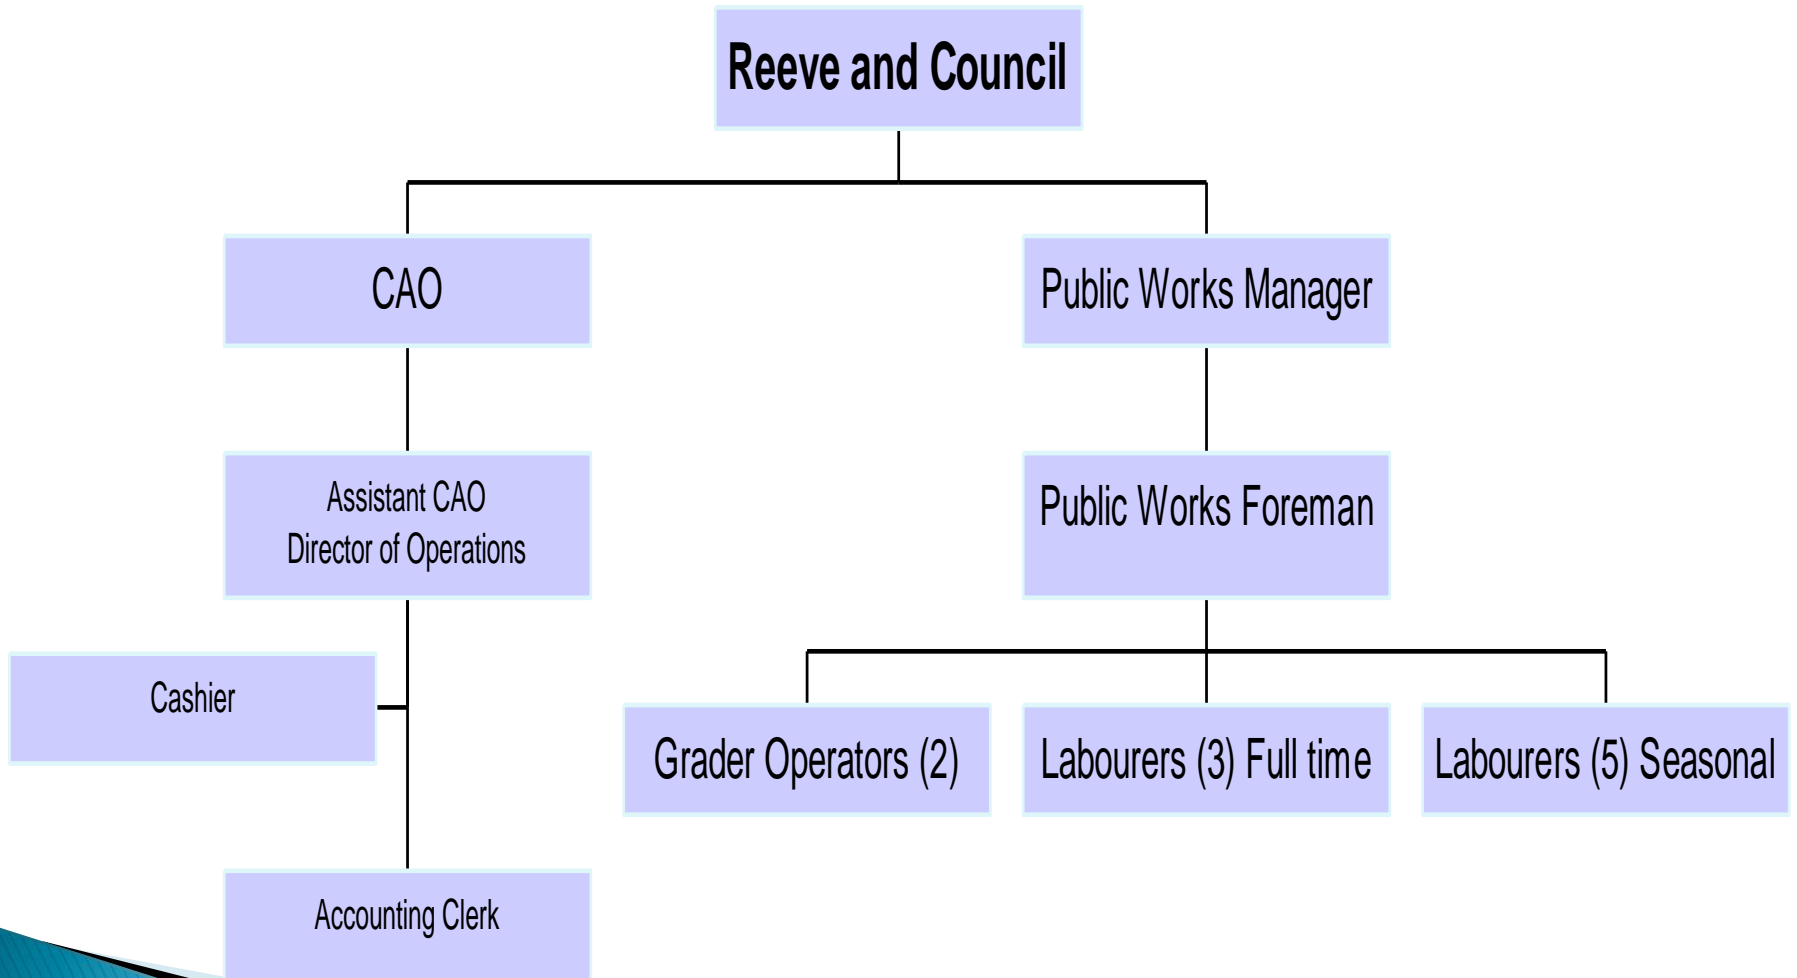 Reeve and Council
CAO
Public Works Manager
Assistant CAO
Director of Operations
Public Works Foreman
Cashier
Grader Operators (2)
Labourers (3) Full time
Labourers (5) Seasonal
Accounting Clerk